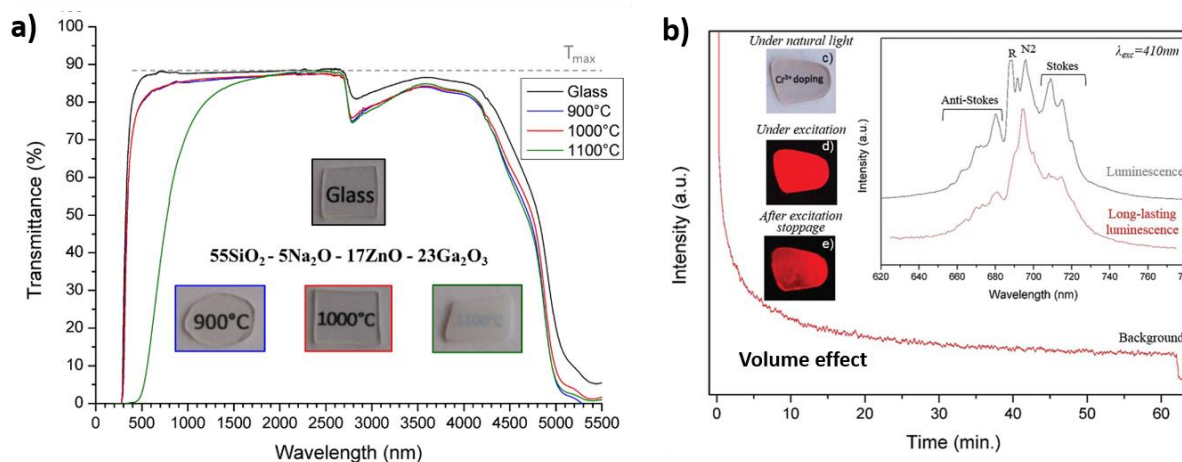 a)
100
90
80
70
60
50
40
30
20
10
0
Transmittance (%)
T max
Glass
900°C
1000°C
1100°C
Glass
55SiO₂ - 5Na₂O - 17ZnO - 23Ga₂O₃
900°C
1000°C
1100°C
0 500 1000 1500 2000 2500 3000 3500 4000 4500 5000 5500
Wavelength (nm)
b)
Intensity (a.u.)
Under natural light
c)
Cr³⁺ doping
Under excitation
d)
After excitation
stoppage
e)
Intensity (a.u.)
R N2
Stokes
Anti-Stokes
λexc=410nm
Luminescence
Long-lasting
luminescence
620 640 660 680 700 720 740 760
Wavelength (nm)
Background
Volume effect
0 10 20 30 40 50 60
Time (min.)